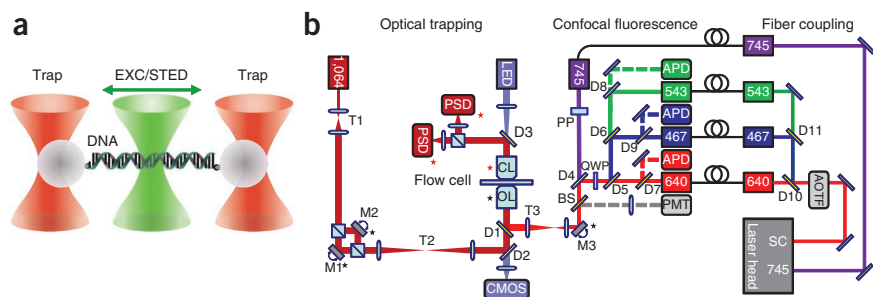 a
Trap
EXC/STED
Trap
DNA
b
Optical trapping
Confocal fluorescence
Fiber coupling
1,064
T1
PSD
PSD
LED
D3
CL
Flow cell
OL
M2
M1
T2
D1
D2
CMOS
T3
745
PP
D8
D6
D9
D4
QWP
D5
D7
BS
M3
APD
543
APD
467
APD
640
PMT
745
543
467
640
D11
D10
AOTF
SC
745
Laser head